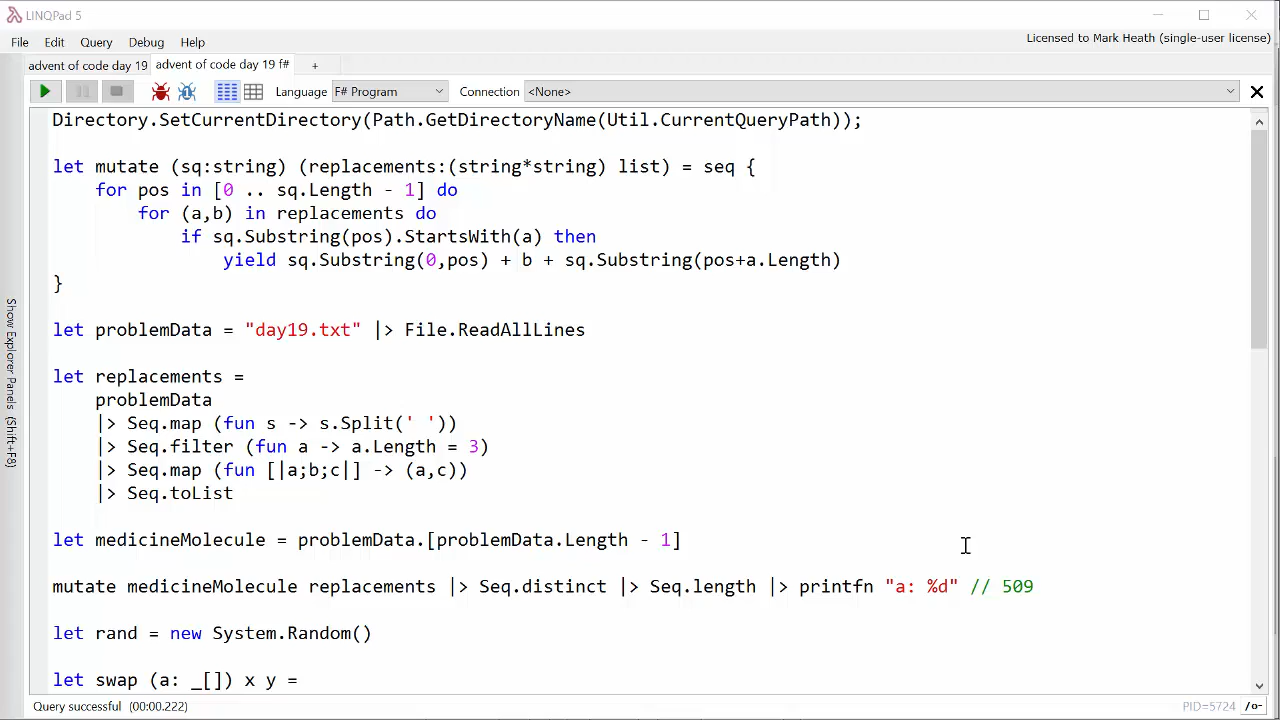 LINQPad 5
File Edit Query Debug Help
Licensed to Mark Heath (single-user license)
advent of code day 19 advent of code day 19 f# +
Language F# Program Connection <None>
Show Explorer Panels (Shift+F8)
Directory.SetCurrentDirectory(Path.GetDirectoryName(Util.CurrentQueryPath));
let mutate (sq:string) (replacements:(string*string) list) = seq {
    for pos in [0 .. sq.Length - 1] do
        for (a,b) in replacements do
            if sq.Substring(pos).StartsWith(a) then
                yield sq.Substring(0,pos) + b + sq.Substring(pos+a.Length)
}
let problemData = "day19.txt" |> File.ReadAllLines
let replacements =
    problemData
    |> Seq.map (fun s -> s.Split(' '))
    |> Seq.filter (fun a -> a.Length = 3)
    |> Seq.map (fun [|a;b;c|] -> (a,c))
    |> Seq.toList
let medicineMolecule = problemData.[problemData.Length - 1]
mutate medicineMolecule replacements |> Seq.distinct |> Seq.length |> printfn "a: %d" // 509
let rand = new System.Random()
let swap (a: _[]) x y =
Query successful (00:00.222)
PID=5724 /o-